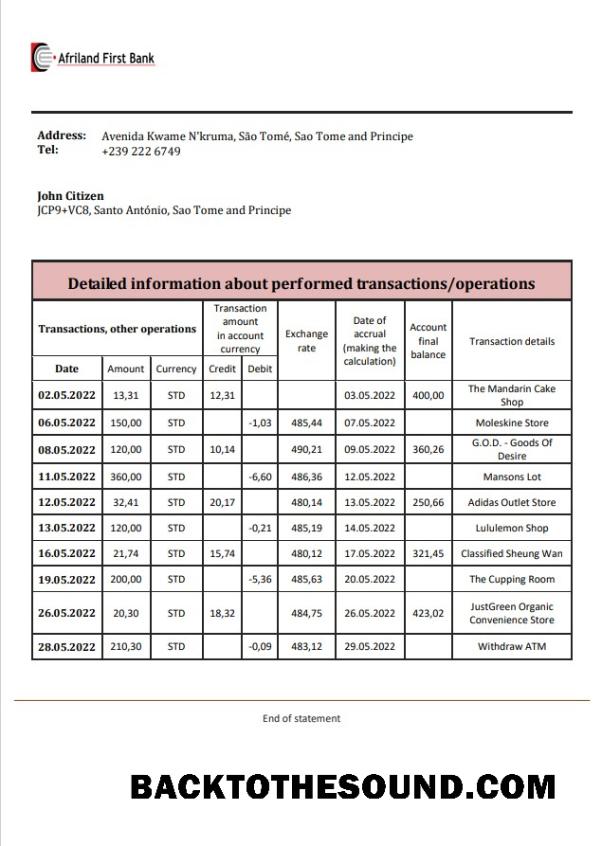 Afriland First Bank
Address: Avenida Kwame N'kruma, São Tomé, Sao Tome and Principe
Tel: +239 222 6749
John Citizen
JCP9+VC8, Santo António, Sao Tome and Principe
Detailed information about performed transactions/operations
Transactions, other operations
Transaction
amount
in account
currency
Exchange
rate
Date of
accrual
(making the
calculation)
Account
final
balance
Transaction details
Date Amount Currency Credit Debit
02.05.2022 13,31 STD 12,31 03.05.2022 400,00 The Mandarin Cake
Shop
06.05.2022 150,00 STD -1,03 485,44 07.05.2022 Moleskine Store
08.05.2022 120,00 STD 10,14 490,21 09.05.2022 360,26 G.O.D. - Goods Of
Desire
11.05.2022 360,00 STD -6,60 486,36 12.05.2022 Mansons Lot
12.05.2022 32,41 STD 20,17 480,14 13.05.2022 250,66 Adidas Outlet Store
13.05.2022 120,00 STD -0,21 485,19 14.05.2022 Lululemon Shop
16.05.2022 21,74 STD 15,74 480,12 17.05.2022 321,45 Classified Sheung Wan
19.05.2022 200,00 STD -5,36 485,63 20.05.2022 The Cupping Room
26.05.2022 20,30 STD 18,32 484,75 26.05.2022 423,02 JustGreen Organic
Convenience Store
28.05.2022 210,30 STD -0,09 483,12 29.05.2022 Withdraw ATM
End of statement
BACKTOTHESOUND.COM